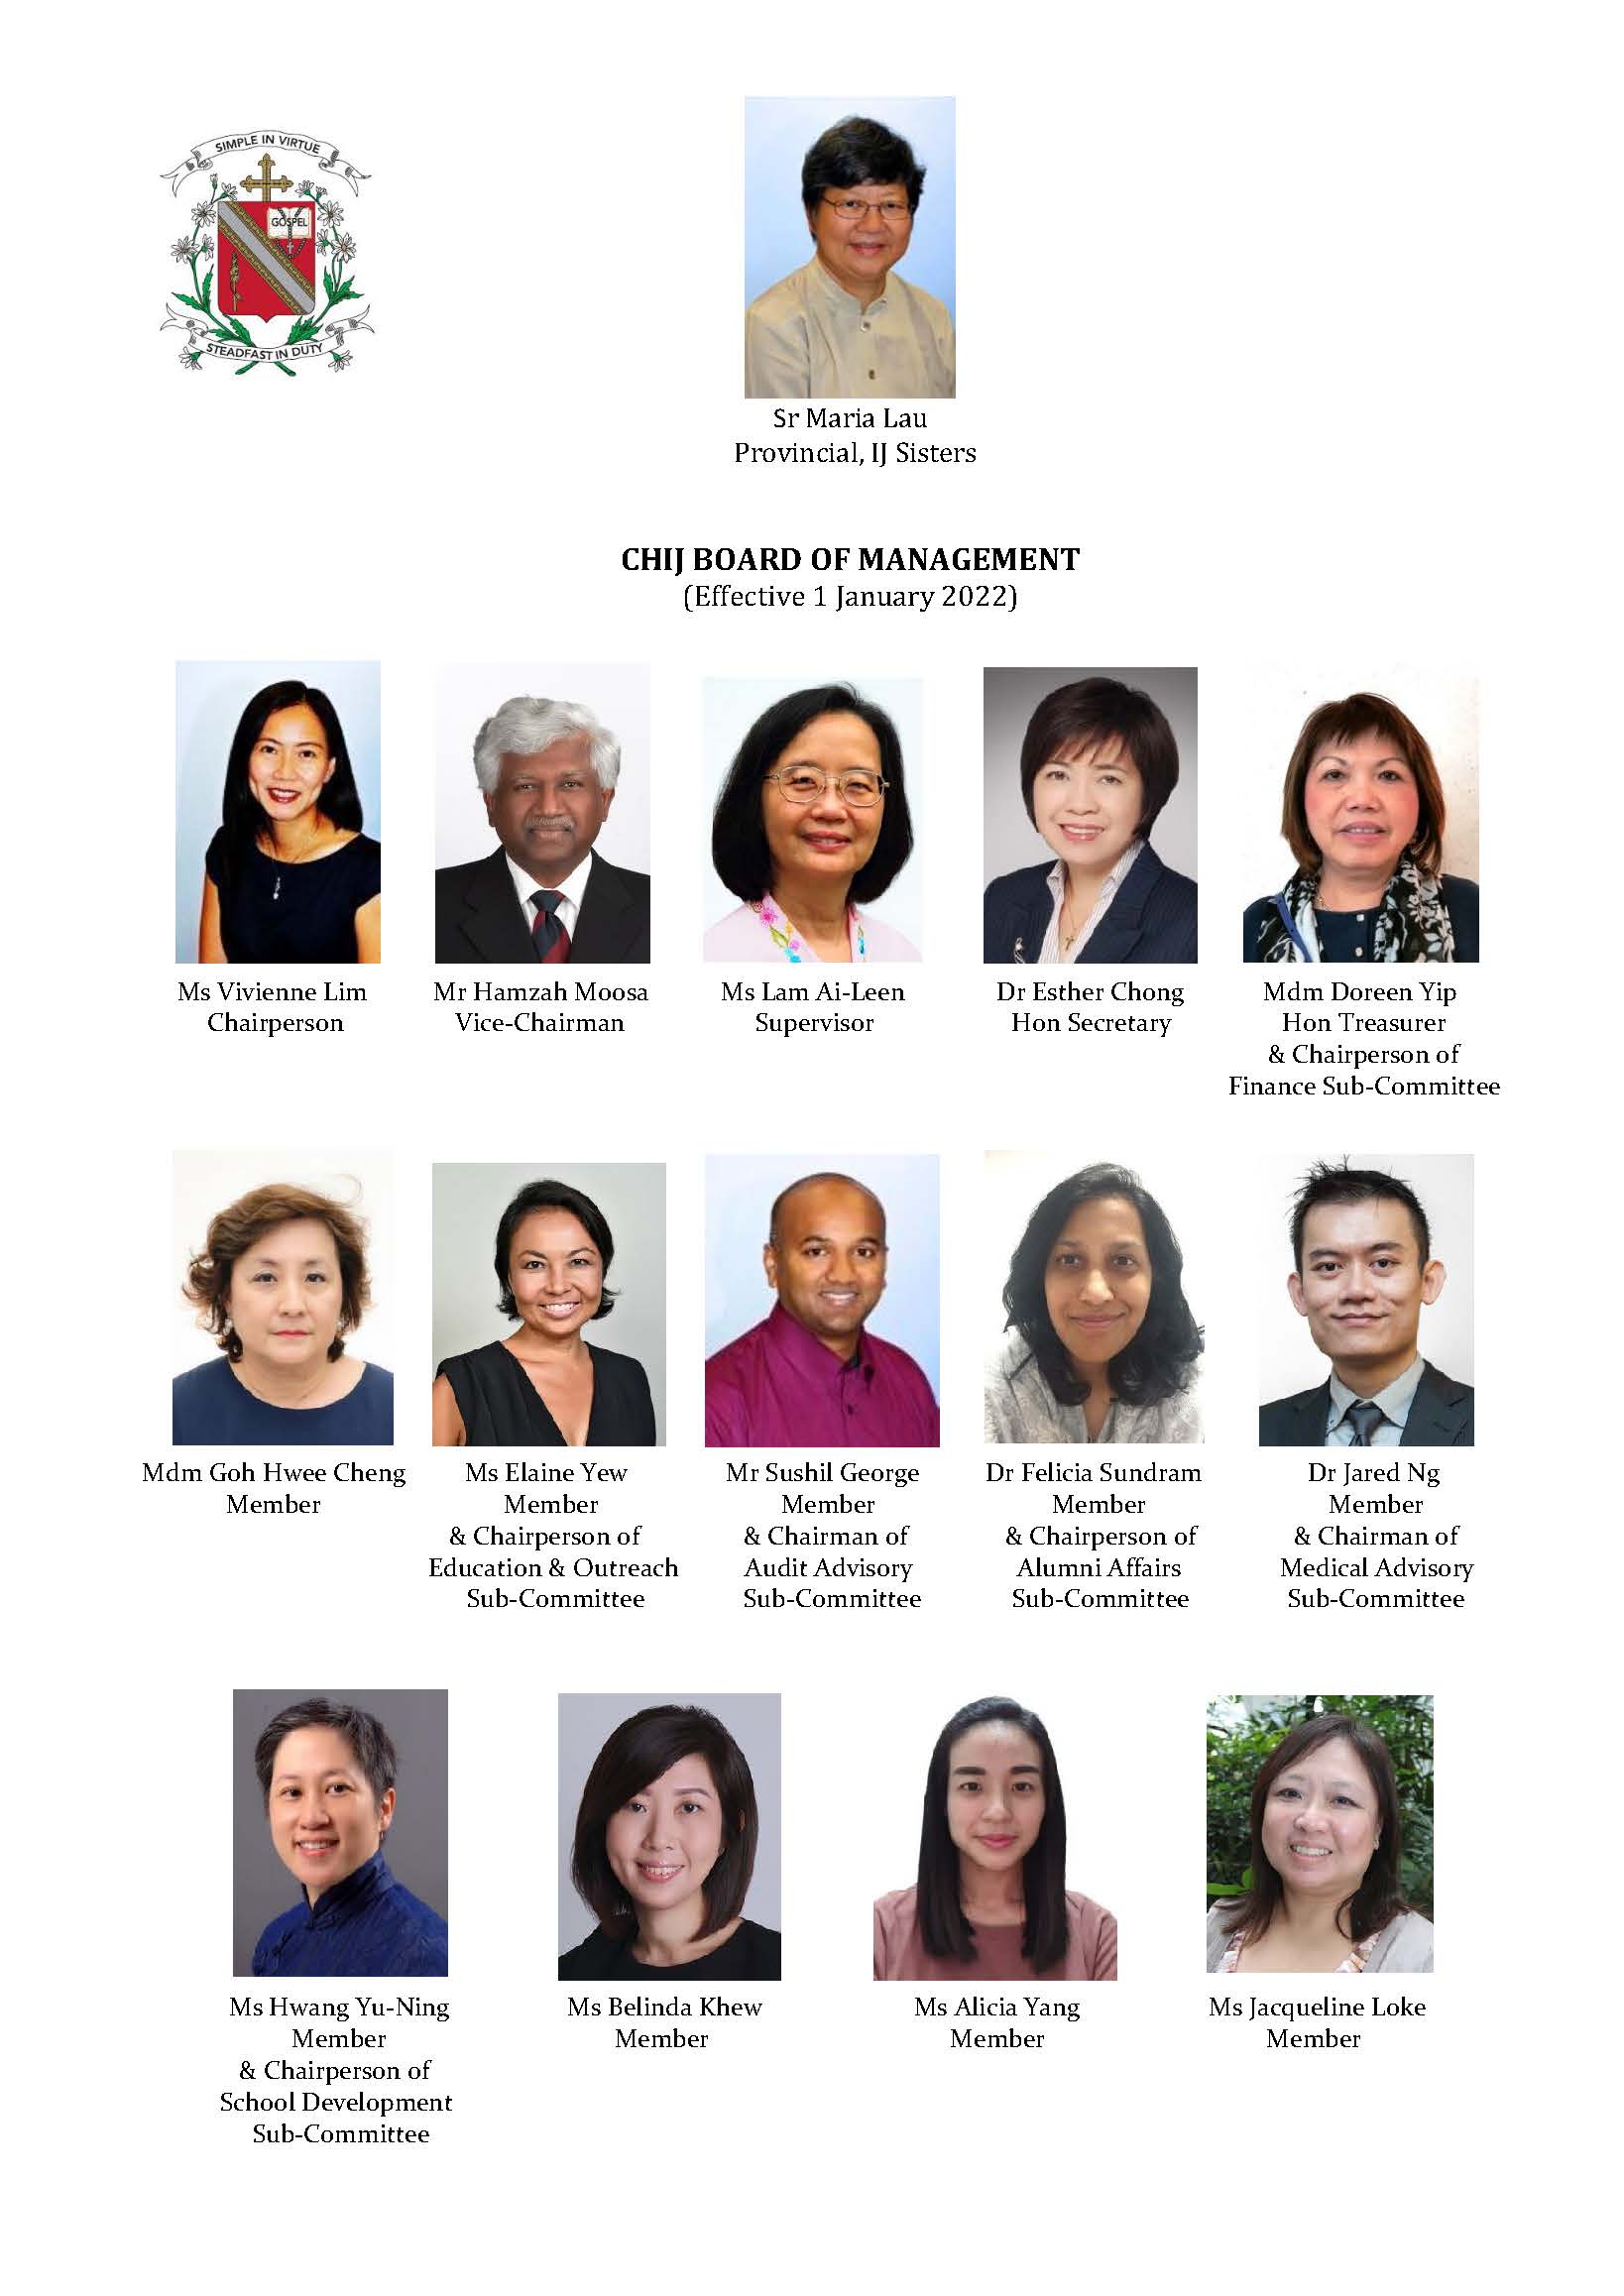 SIMPLE IN VIRTUE
GOSPEL
STEADFAST IN DUTY
Sr Maria Lau
Provincial, IJ Sisters
CHIJ BOARD OF MANAGEMENT
(Effective 1 January 2022)
Ms Vivienne Lim
Chairperson
Mr Hamzah Moosa
Vice-Chairman
Ms Lam Ai-Leen
Supervisor
Dr Esther Chong
Hon Secretary
Mdm Doreen Yip
Hon Treasurer
& Chairperson of
Finance Sub-Committee
Mdm Goh Hwee Cheng
Member
Ms Elaine Yew
Member
& Chairperson of
Education & Outreach
Sub-Committee
Mr Sushil George
Member
& Chairman of
Audit Advisory
Sub-Committee
Dr Felicia Sundram
Member
& Chairperson of
Alumni Affairs
Sub-Committee
Dr Jared Ng
Member
& Chairman of
Medical Advisory
Sub-Committee
Ms Hwang Yu-Ning
Member
& Chairperson of
School Development
Sub-Committee
Ms Belinda Khew
Member
Ms Alicia Yang
Member
Ms Jacqueline Loke
Member